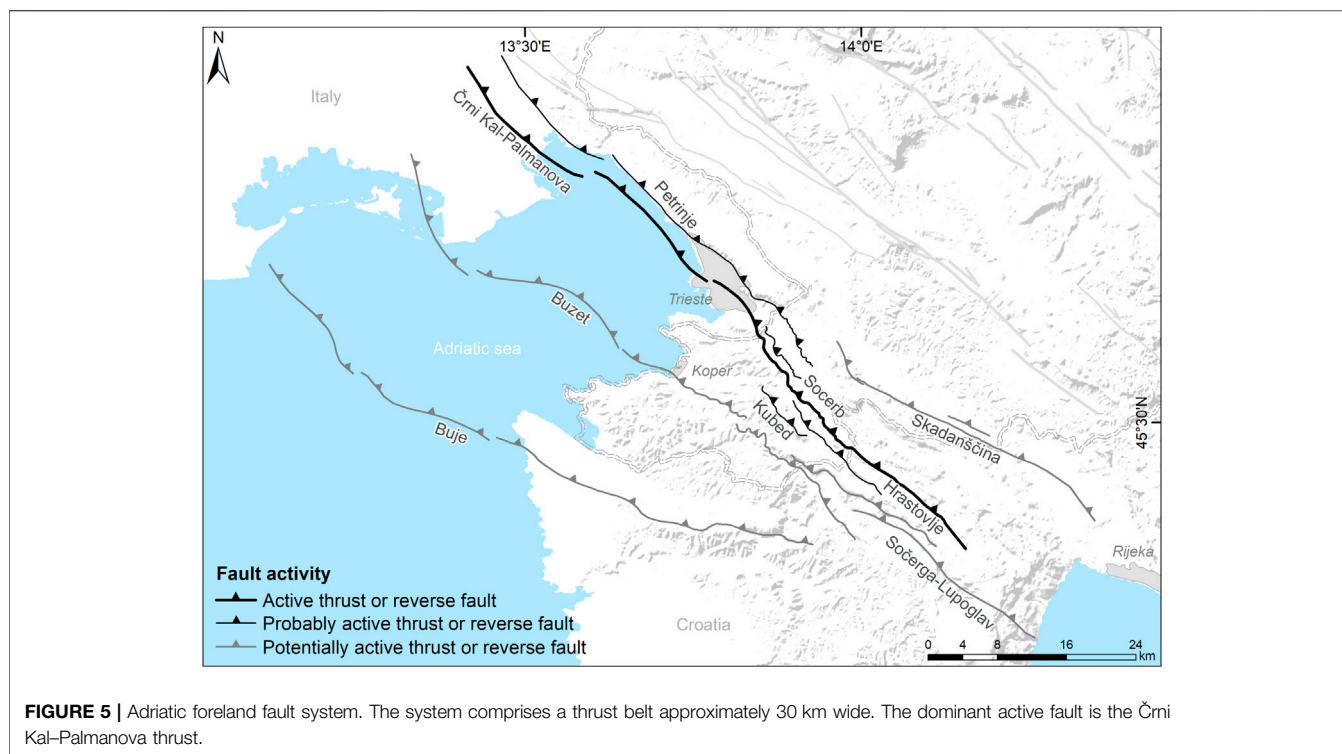 13°30'E
14°0'E
N
Italy
Črni Kal-Palmanova
Petrinje
Trieste
Buzet
Adriatic sea
Koper
Socerb
Kubed
Skadanščina
45°30'N
Buje
Hrastovlje
Sočerga-Lupoglav
Rijeka
Croatia
Fault activity
Active thrust or reverse fault
Probably active thrust or reverse fault
Potentially active thrust or reverse fault
0 4 8 16 24
km
FIGURE 5 | Adriatic foreland fault system. The system comprises a thrust belt approximately 30 km wide. The dominant active fault is the Črni
Kal–Palmanova thrust.